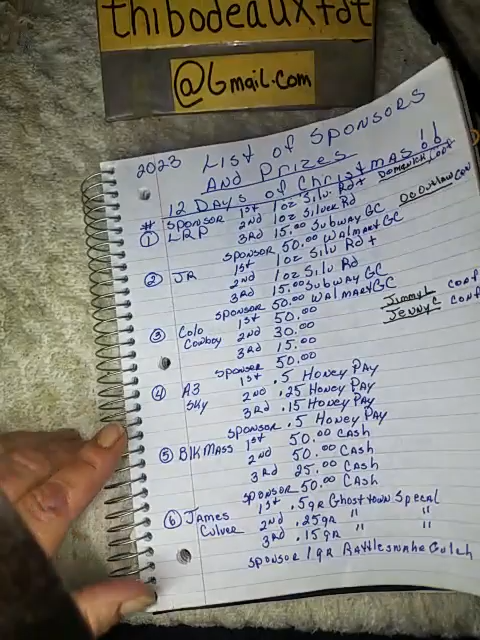 thibodeauxfdt
@Gmail.com
2023 List of Sponsors
And Prizes
12 Days of Christmas!!
# Sponsor 1st 1oz Silv. Rd +
① LRP 2nd 1oz Silver Rd
3rd 15.00 Subway GC
Sponsor 50.00 Walmart GC
② JR 1st 1oz Silv Rd +
2nd 1oz Silv Rd
3rd 15.00 Subway GC
Sponsor 50.00 Walmart GC
③ Colo Cowboy 1st 50.00
2nd 30.00
3rd 15.00
Sponsor 50.00
Jimmy L Conf
Jenny C Conf
④ A3 Sky 1st .5 Honey Pay
2nd .25 Honey Pay
3rd .15 Honey Pay
Sponsor .5 Honey Pay
⑤ BlkMass 1st 50.00 Cash
2nd 50.00 Cash
3rd 25.00 Cash
Sponsor 50.00 Cash
⑥ James Culver 1st .5gr Ghost town Specal
2nd .25gr " "
3rd .15gr " "
Sponsor 1gr Rattlesnake Gulch